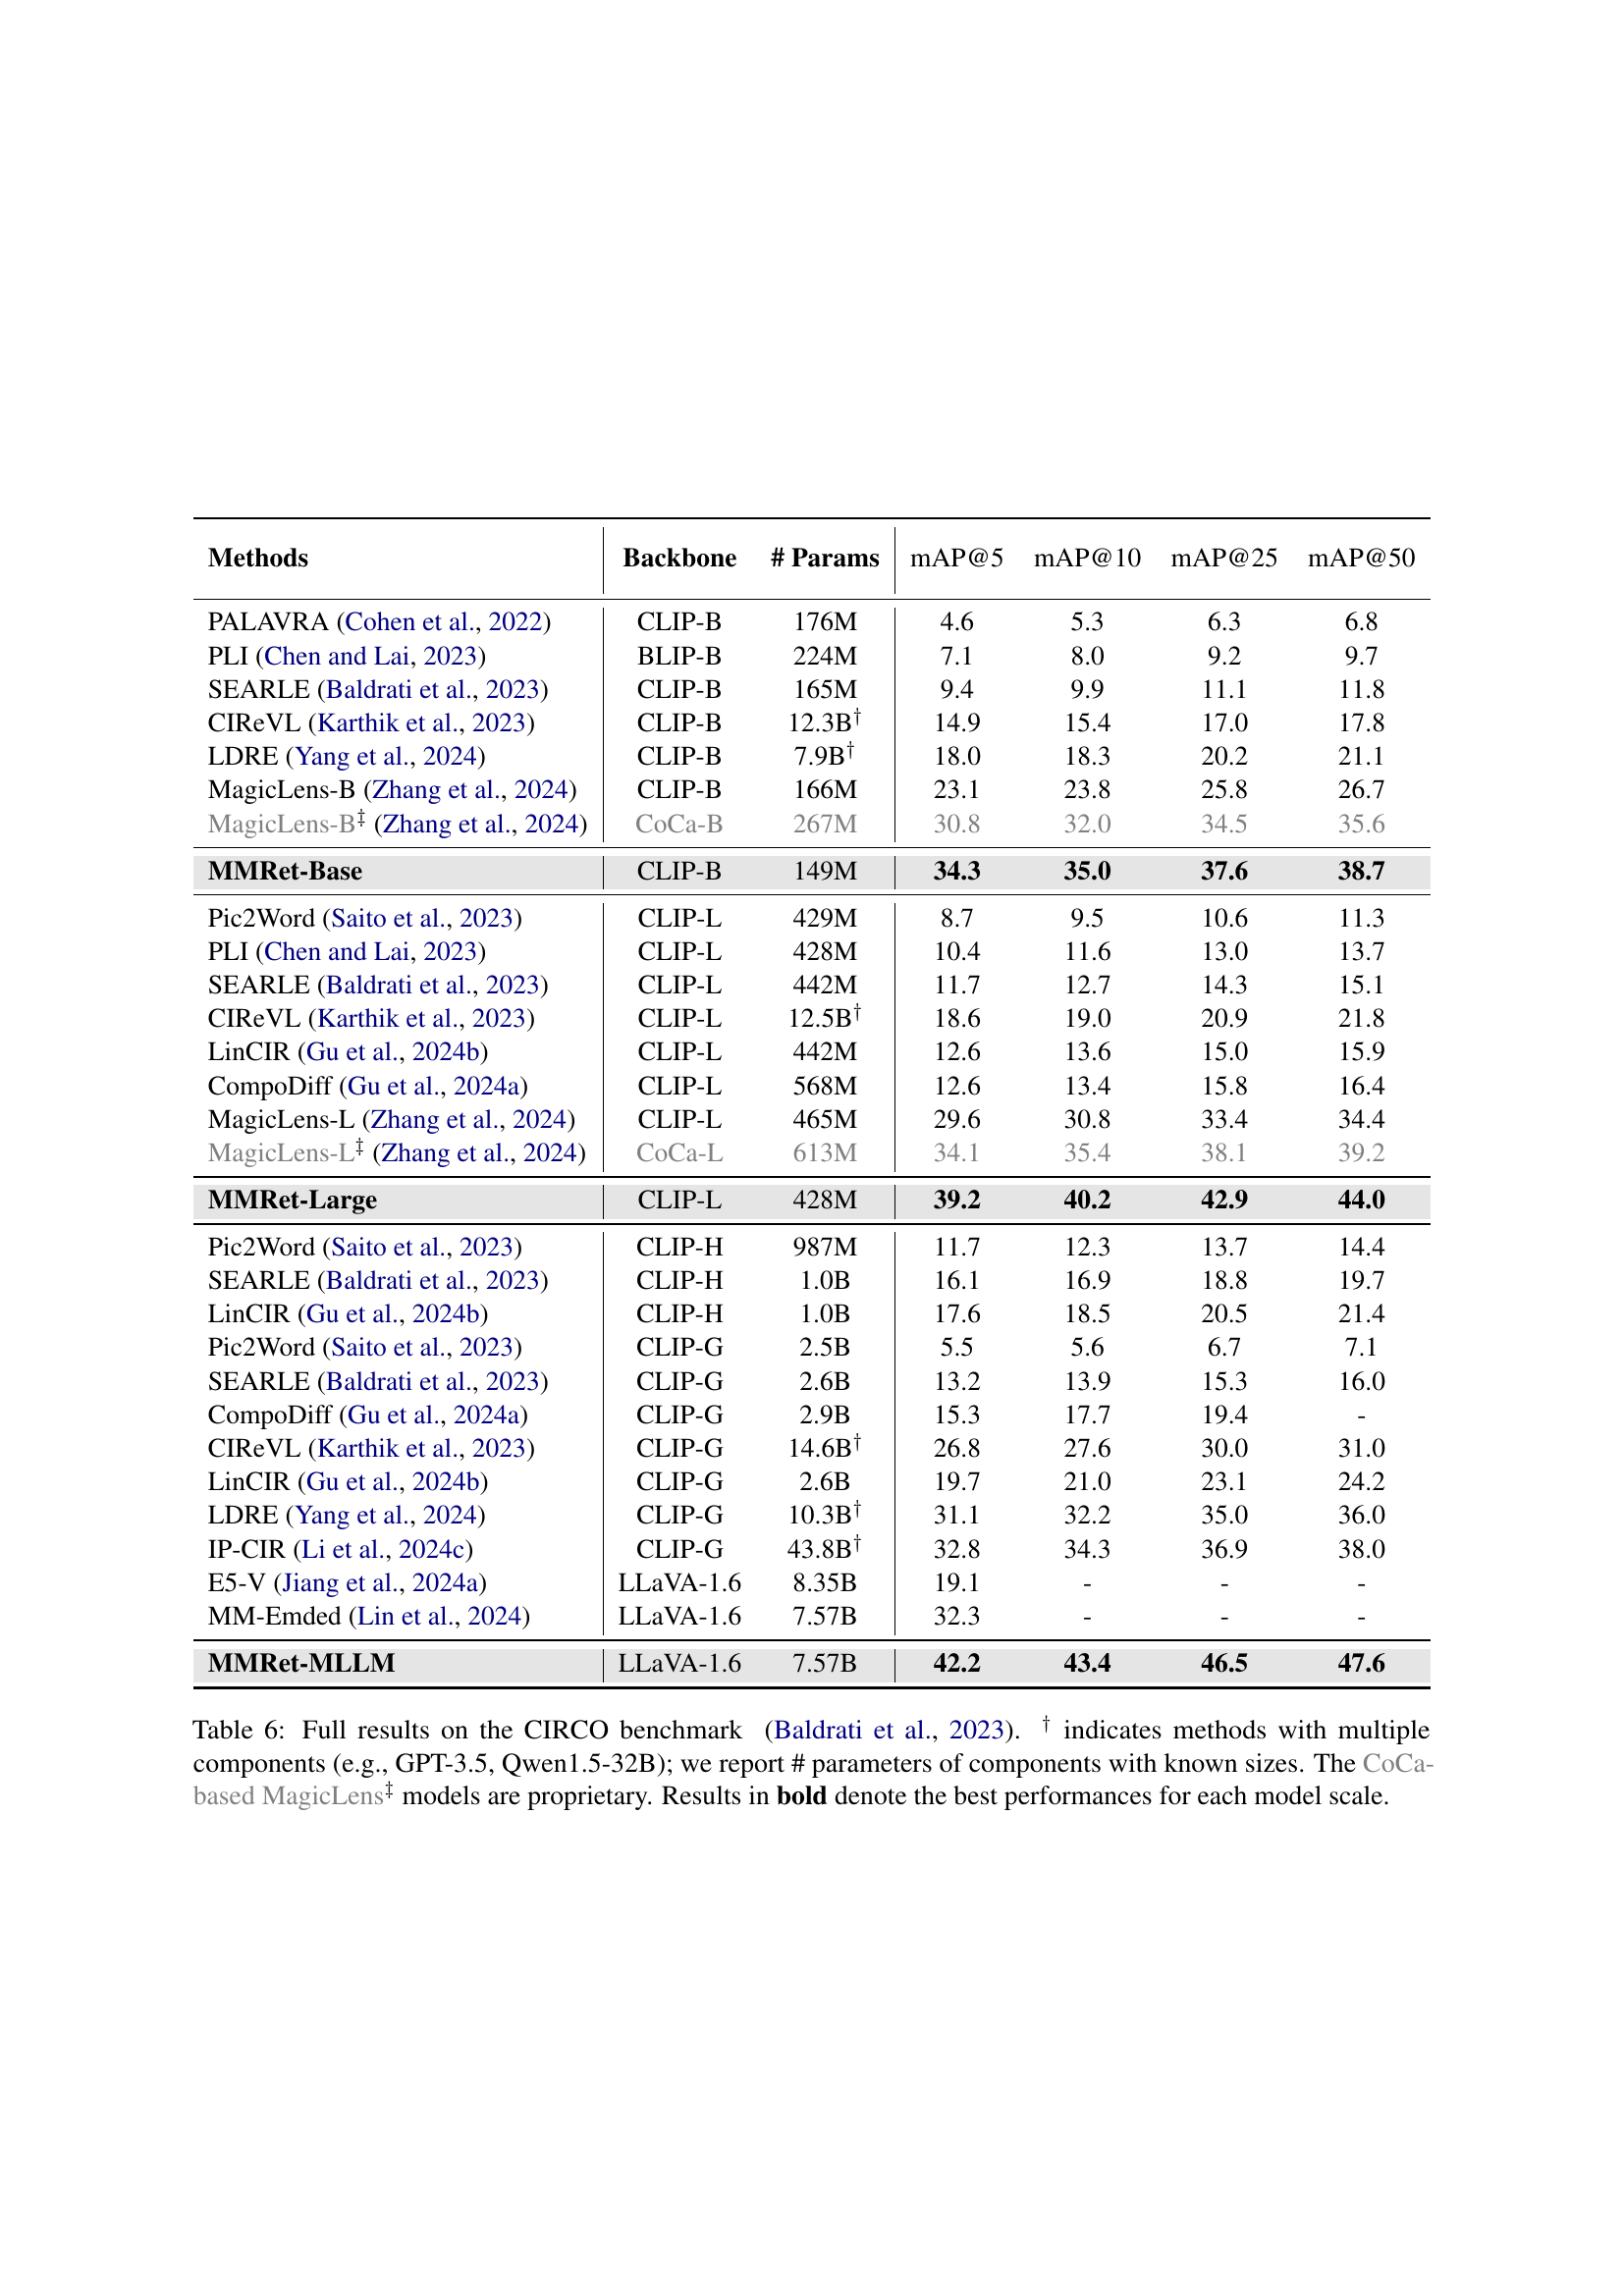 Methods Backbone # Params mAP@5 mAP@10 mAP@25 mAP@50
PALAVRA (Cohen et al., 2022) CLIP-B 176M 4.6 5.3 6.3 6.8
PLI (Chen and Lai, 2023) BLIP-B 224M 7.1 8.0 9.2 9.7
SEARLE (Baldrati et al., 2023) CLIP-B 165M 9.4 9.9 11.1 11.8
CIReVL (Karthik et al., 2023) CLIP-B 12.3B† 14.9 15.4 17.0 17.8
LDRE (Yang et al., 2024) CLIP-B 7.9B† 18.0 18.3 20.2 21.1
MagicLens-B (Zhang et al., 2024) CLIP-B 166M 23.1 23.8 25.8 26.7
MagicLens-B‡ (Zhang et al., 2024) CoCa-B 267M 30.8 32.0 34.5 35.6
MMRet-Base CLIP-B 149M 34.3 35.0 37.6 38.7
Pic2Word (Saito et al., 2023) CLIP-L 429M 8.7 9.5 10.6 11.3
PLI (Chen and Lai, 2023) CLIP-L 428M 10.4 11.6 13.0 13.7
SEARLE (Baldrati et al., 2023) CLIP-L 442M 11.7 12.7 14.3 15.1
CIReVL (Karthik et al., 2023) CLIP-L 12.5B† 18.6 19.0 20.9 21.8
LinCIR (Gu et al., 2024b) CLIP-L 442M 12.6 13.6 15.0 15.9
CompoDiff (Gu et al., 2024a) CLIP-L 568M 12.6 13.4 15.8 16.4
MagicLens-L (Zhang et al., 2024) CLIP-L 465M 29.6 30.8 33.4 34.4
MagicLens-L‡ (Zhang et al., 2024) CoCa-L 613M 34.1 35.4 38.1 39.2
MMRet-Large CLIP-L 428M 39.2 40.2 42.9 44.0
Pic2Word (Saito et al., 2023) CLIP-H 987M 11.7 12.3 13.7 14.4
SEARLE (Baldrati et al., 2023) CLIP-H 1.0B 16.1 16.9 18.8 19.7
LinCIR (Gu et al., 2024b) CLIP-H 1.0B 17.6 18.5 20.5 21.4
Pic2Word (Saito et al., 2023) CLIP-G 2.5B 5.5 5.6 6.7 7.1
SEARLE (Baldrati et al., 2023) CLIP-G 2.6B 13.2 13.9 15.3 16.0
CompoDiff (Gu et al., 2024a) CLIP-G 2.9B 15.3 17.7 19.4 -
CIReVL (Karthik et al., 2023) CLIP-G 14.6B† 26.8 27.6 30.0 31.0
LinCIR (Gu et al., 2024b) CLIP-G 2.6B 19.7 21.0 23.1 24.2
LDRE (Yang et al., 2024) CLIP-G 10.3B† 31.1 32.2 35.0 36.0
IP-CIR (Li et al., 2024c) CLIP-G 43.8B† 32.8 34.3 36.9 38.0
E5-V (Jiang et al., 2024a) LLaVA-1.6 8.35B 19.1 - - -
MM-Emded (Lin et al., 2024) LLaVA-1.6 7.57B 32.3 - - -
MMRet-MLLM LLaVA-1.6 7.57B 42.2 43.4 46.5 47.6
Table 6: Full results on the CIRCO benchmark (Baldrati et al., 2023). † indicates methods with multiple
components (e.g., GPT-3.5, Qwen1.5-32B); we report # parameters of components with known sizes. The CoCa-
based MagicLens‡ models are proprietary. Results in bold denote the best performances for each model scale.